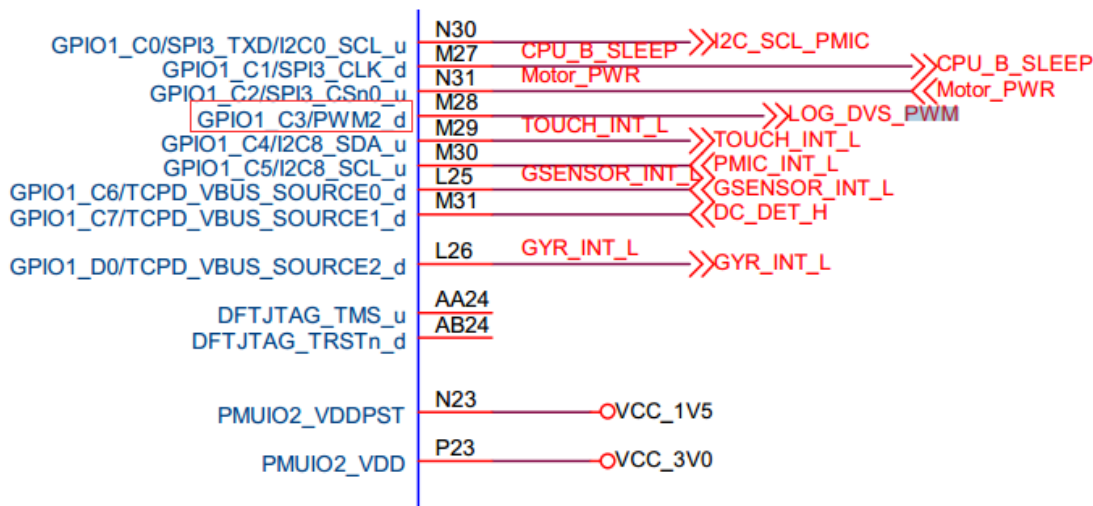 GPIO1_C0/SPI3_TXD/I2C0_SCL_u N30 I2C_SCL_PMIC
GPIO1_C1/SPI3_CLK_d M27 CPU_B_SLEEP CPU_B_SLEEP
GPIO1_C2/SPI3_CSn0_u N31 Motor_PWR Motor_PWR
GPIO1_C3/PWM2_d M28 LOG_DVS_PWM
GPIO1_C4/I2C8_SDA_u M29 TOUCH_INT_L TOUCH_INT_L
GPIO1_C5/I2C8_SCL_u M30 PMIC_INT_L
GPIO1_C6/TCPD_VBUS_SOURCE0_d L25 GSENSOR_INT_L GSENSOR_INT_L
GPIO1_C7/TCPD_VBUS_SOURCE1_d M31 DC_DET_H
GPIO1_D0/TCPD_VBUS_SOURCE2_d L26 GYR_INT_L GYR_INT_L
DFTJTAG_TMS_u AA24
DFTJTAG_TRSTn_d AB24
PMUIO2_VDDPST N23 VCC_1V5
PMUIO2_VDD P23 VCC_3V0